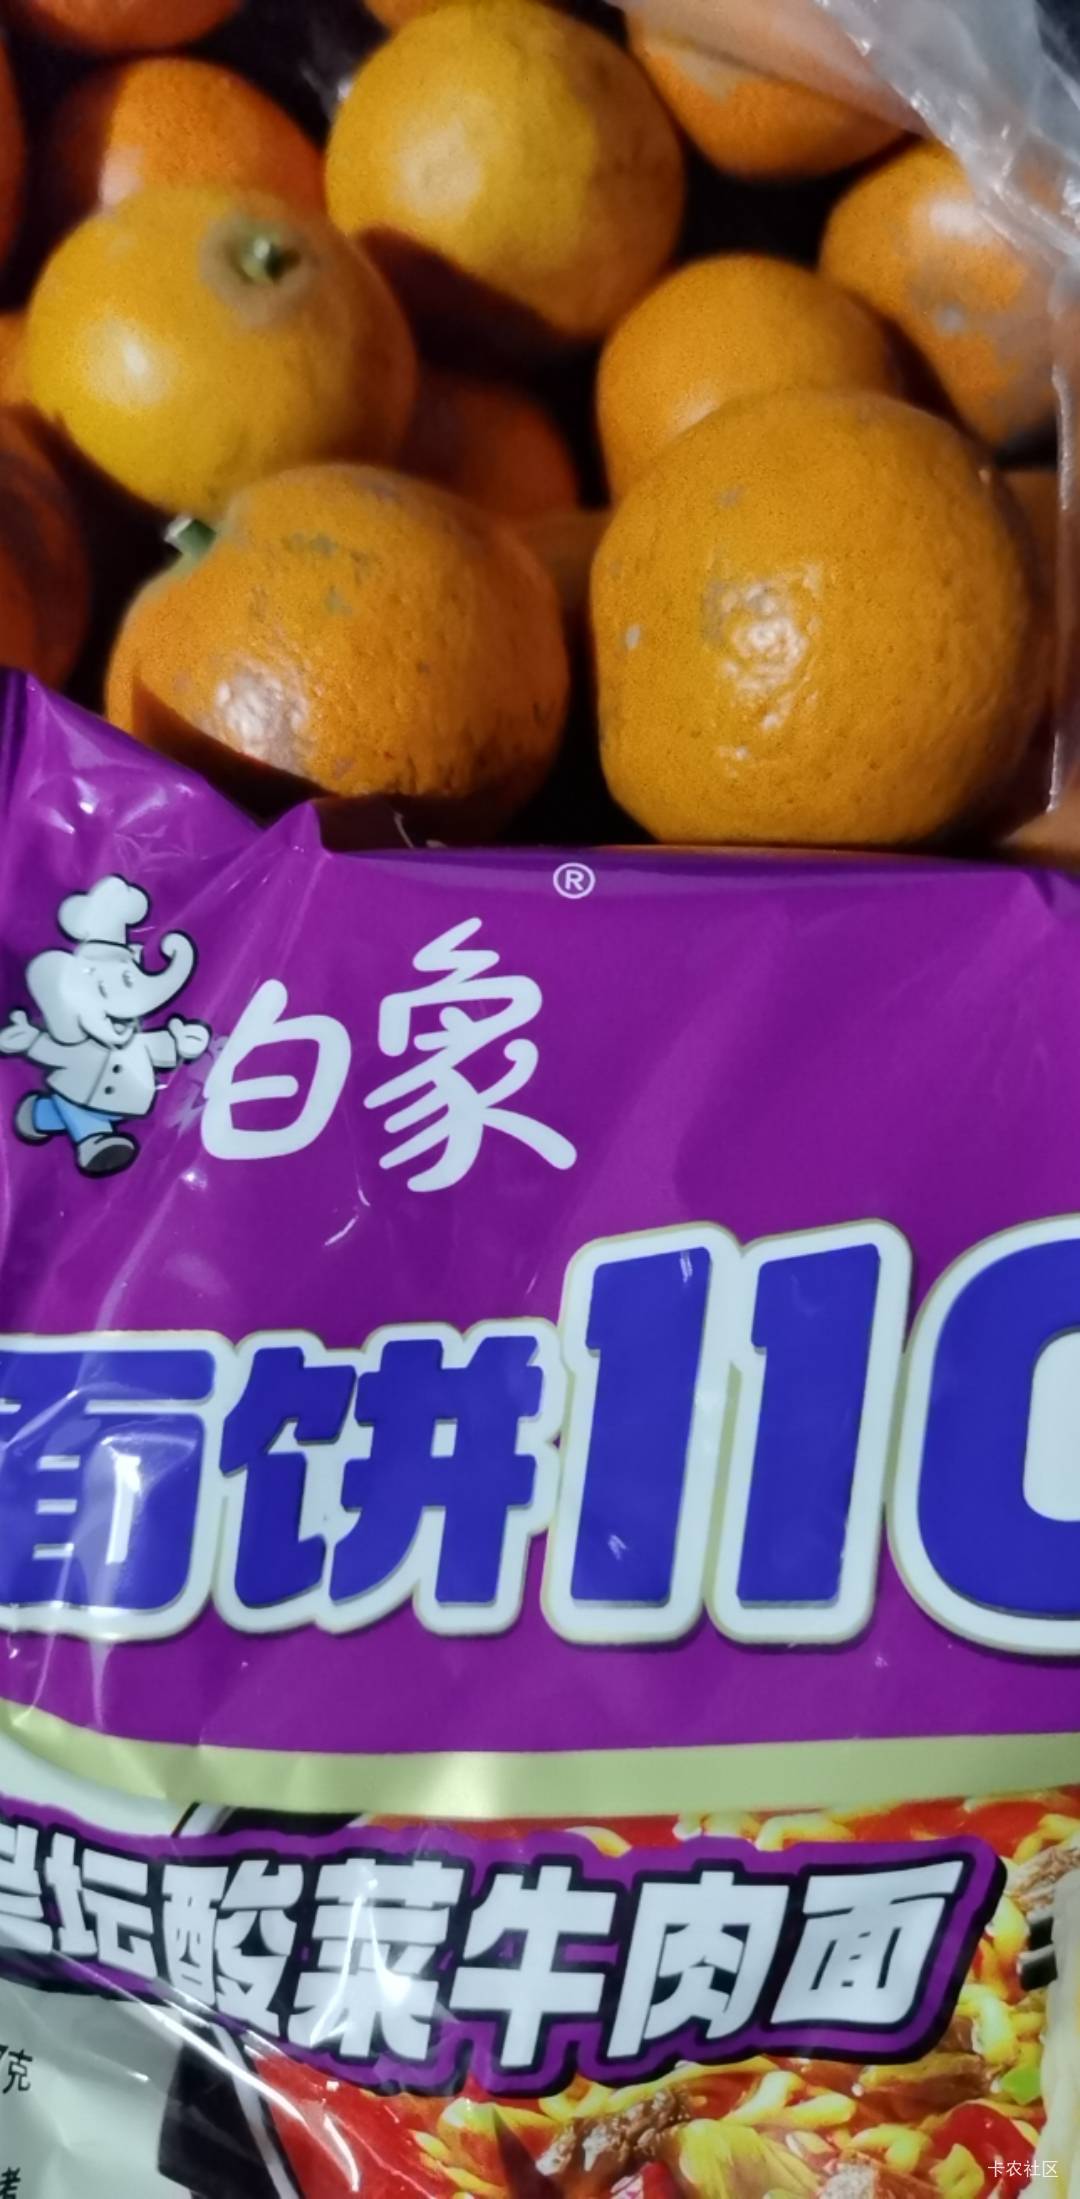 ®
白象
面饼110
坛酸菜牛肉面
克
卡农社区